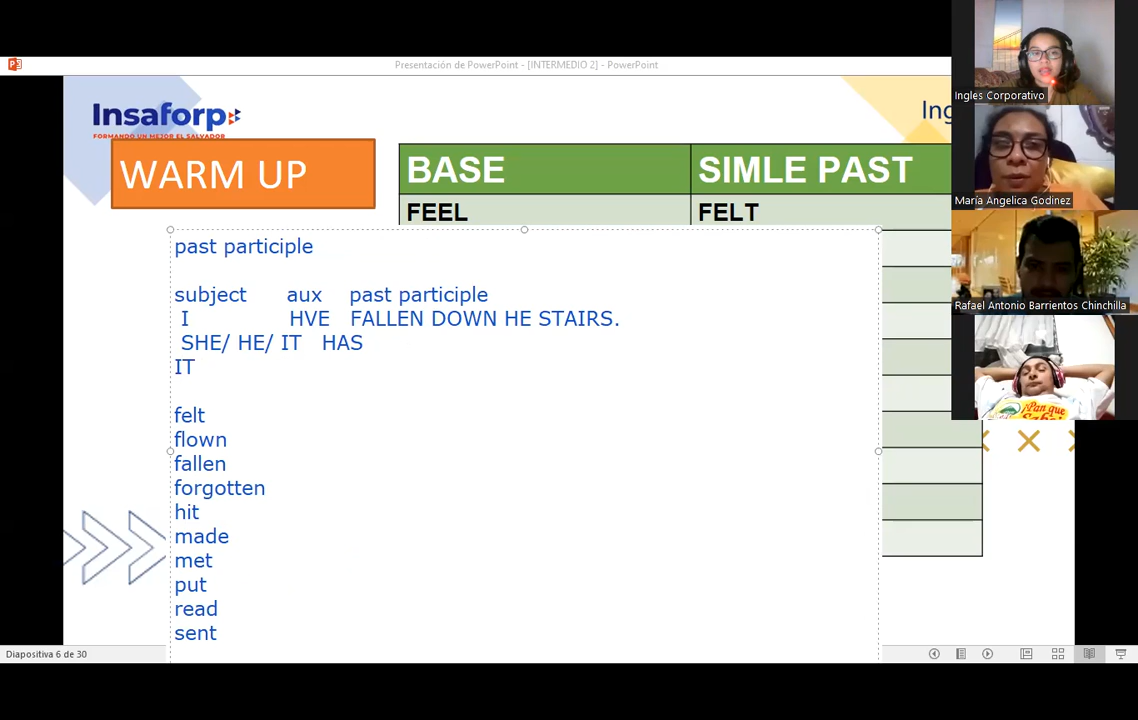 Presentación de PowerPoint - [INTERMEDIO 2] - PowerPoint
Insaforp
FORMANDO UN MEJOR EL SALVADOR
WARM UP
BASE
SIMLE PAST
FEEL
FELT
past participle
subject aux past participle
I HVE FALLEN DOWN HE STAIRS.
SHE/ HE/ IT HAS
IT
felt
flown
fallen
forgotten
hit
made
met
put
read
sent
Diapositiva 6 de 30
Ingles Corporativo
María Angelica Godinez
Rafael Antonio Barrientos Chinchilla
¡Pan que